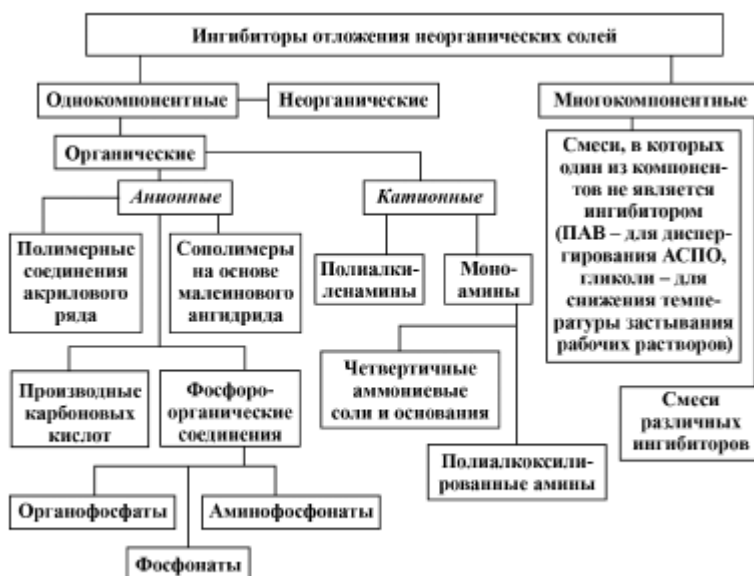 Ингибиторы отложения неорганических солей
Однокомпонентные
Неорганические
Многокомпонентные
Органические
Анионные
Катионные
Смеси, в которых
один из компонен-
тов не является
ингибитором
(ПАВ – для диспер-
гирования АСПО,
гликоли – для
снижения темпе-
ратуры застывания
рабочих растворов)
Полимерные
соединения
акрилового
ряда
Сополимеры
на основе
малеинового
ангидрида
Полиалки-
ленамины
Моно-
амины
Производные
карбоновых
кислот
Фосфоро-
органические
соединения
Четвертичные
аммониевые
соли и основания
Смеси
различных
ингибиторов
Полиалкоксили-
рованные амины
Органофосфаты
Аминофосфонаты
Фосфонаты